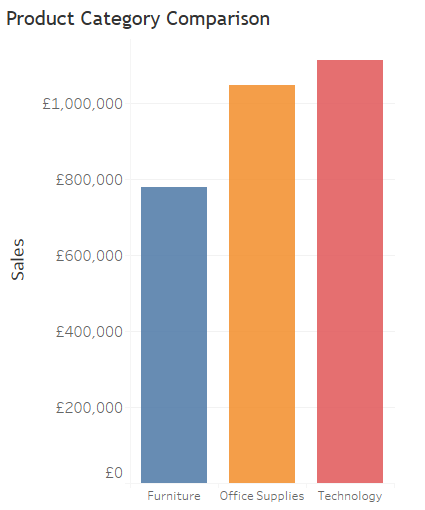 Product Category Comparison
£1,000,000
£800,000
£600,000
£400,000
£200,000
£0
Sales
Furniture
Office Supplies
Technology